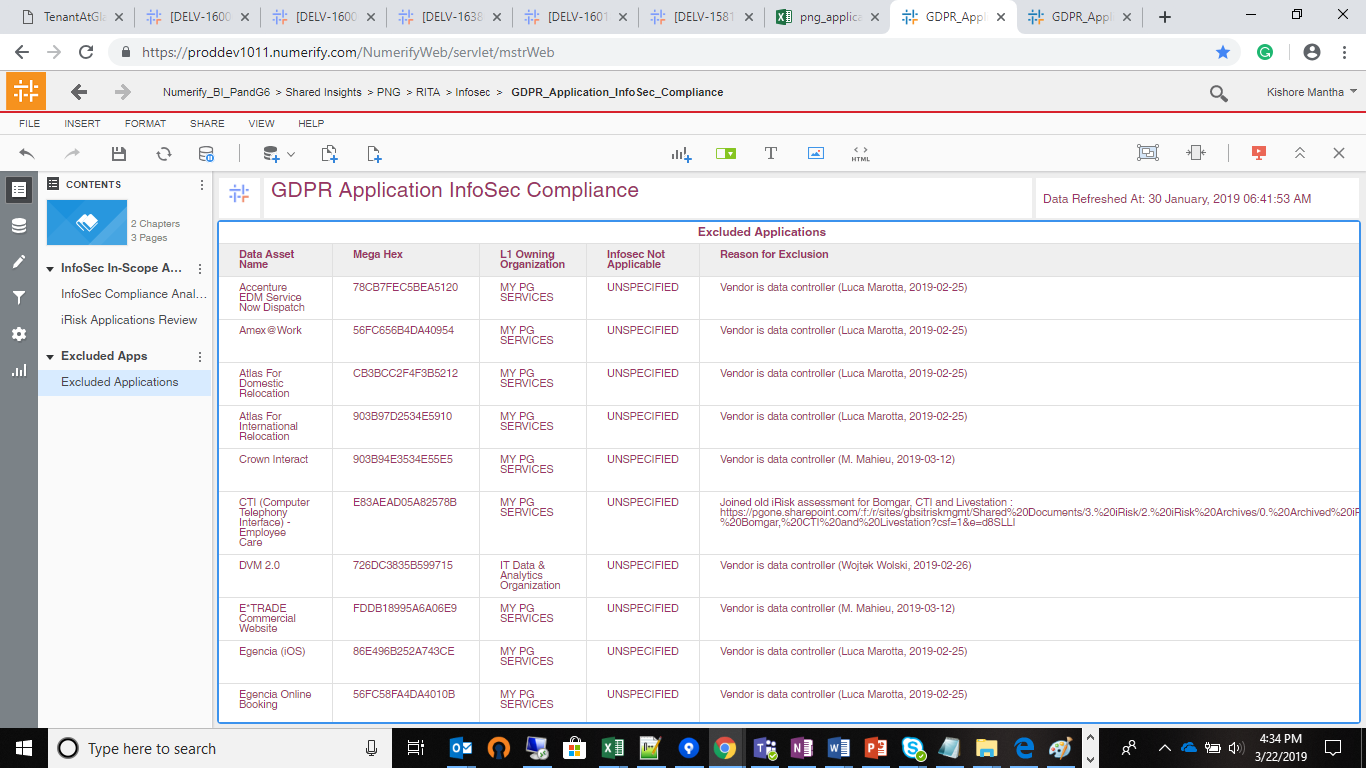 TenantAtGl
[DELV-1600
[DELV-1600
[DELV-1638
[DELV-1601
[DELV-1581
png_applica
GDPR_Appl
GDPR_Appl
https://proddev1011.numerify.com/NumerifyWeb/servlet/mstrWeb
Numerify_BI_PandG6 > Shared Insights > PNG > RITA > Infosec > GDPR_Application_InfoSec_Compliance
Kishore Mantha
FILE INSERT FORMAT SHARE VIEW HELP
HTML
CONTENTS
2 Chapters
3 Pages
InfoSec In-Scope A...
InfoSec Compliance Anal...
iRisk Applications Review
Excluded Apps
Excluded Applications
GDPR Application InfoSec Compliance
Data Refreshed At: 30 January, 2019 06:41:53 AM
Excluded Applications
Data Asset
Name
Mega Hex
L1 Owning
Organization
Infosec Not
Applicable
Reason for Exclusion
Accenture
EDM Service
Now Dispatch
78CB7FEC5BEA5120
MY PG
SERVICES
UNSPECIFIED
Vendor is data controller (Luca Marotta, 2019-02-25)
Amex@Work
56FC656B4DA40954
MY PG
SERVICES
UNSPECIFIED
Vendor is data controller (Luca Marotta, 2019-02-25)
Atlas For
Domestic
Relocation
CB3BCC2F4F3B5212
MY PG
SERVICES
UNSPECIFIED
Vendor is data controller (Luca Marotta, 2019-02-25)
Atlas For
International
Relocation
903B97D2534E5910
MY PG
SERVICES
UNSPECIFIED
Vendor is data controller (Luca Marotta, 2019-02-25)
Crown Interact
903B94E3534E55E5
MY PG
SERVICES
UNSPECIFIED
Vendor is data controller (M. Mahieu, 2019-03-12)
CTI (Computer
Telephony
Interface) -
Employee
Care
E83AEAD05A82578B
MY PG
SERVICES
UNSPECIFIED
Joined old iRisk assessment for Bomgar, CTI and Livestation :
https://pgone.sharepoint.com/:f:/r/sites/gbsitriskmgmt/Shared%20Documents/3.%20iRisk/2.%20iRisk%20Archives/0.%20Archived%20iF
%20Bomgar,%20CTI%20and%20Livestation?csf=1&e=d8SLLI
DVM 2.0
726DC3835B599715
IT Data &
Analytics
Organization
UNSPECIFIED
Vendor is data controller (Wojtek Wolski, 2019-02-26)
E*TRADE
Commercial
Website
FDDB18995A6A06E9
MY PG
SERVICES
UNSPECIFIED
Vendor is data controller (M. Mahieu, 2019-03-12)
Egencia (iOS)
86E496B252A743CE
MY PG
SERVICES
UNSPECIFIED
Vendor is data controller (Luca Marotta, 2019-02-25)
Egencia Online
Booking
56FC58FA4DA4010B
MY PG
SERVICES
UNSPECIFIED
Vendor is data controller (Luca Marotta, 2019-02-25)
Type here to search
4:34 PM
3/22/2019